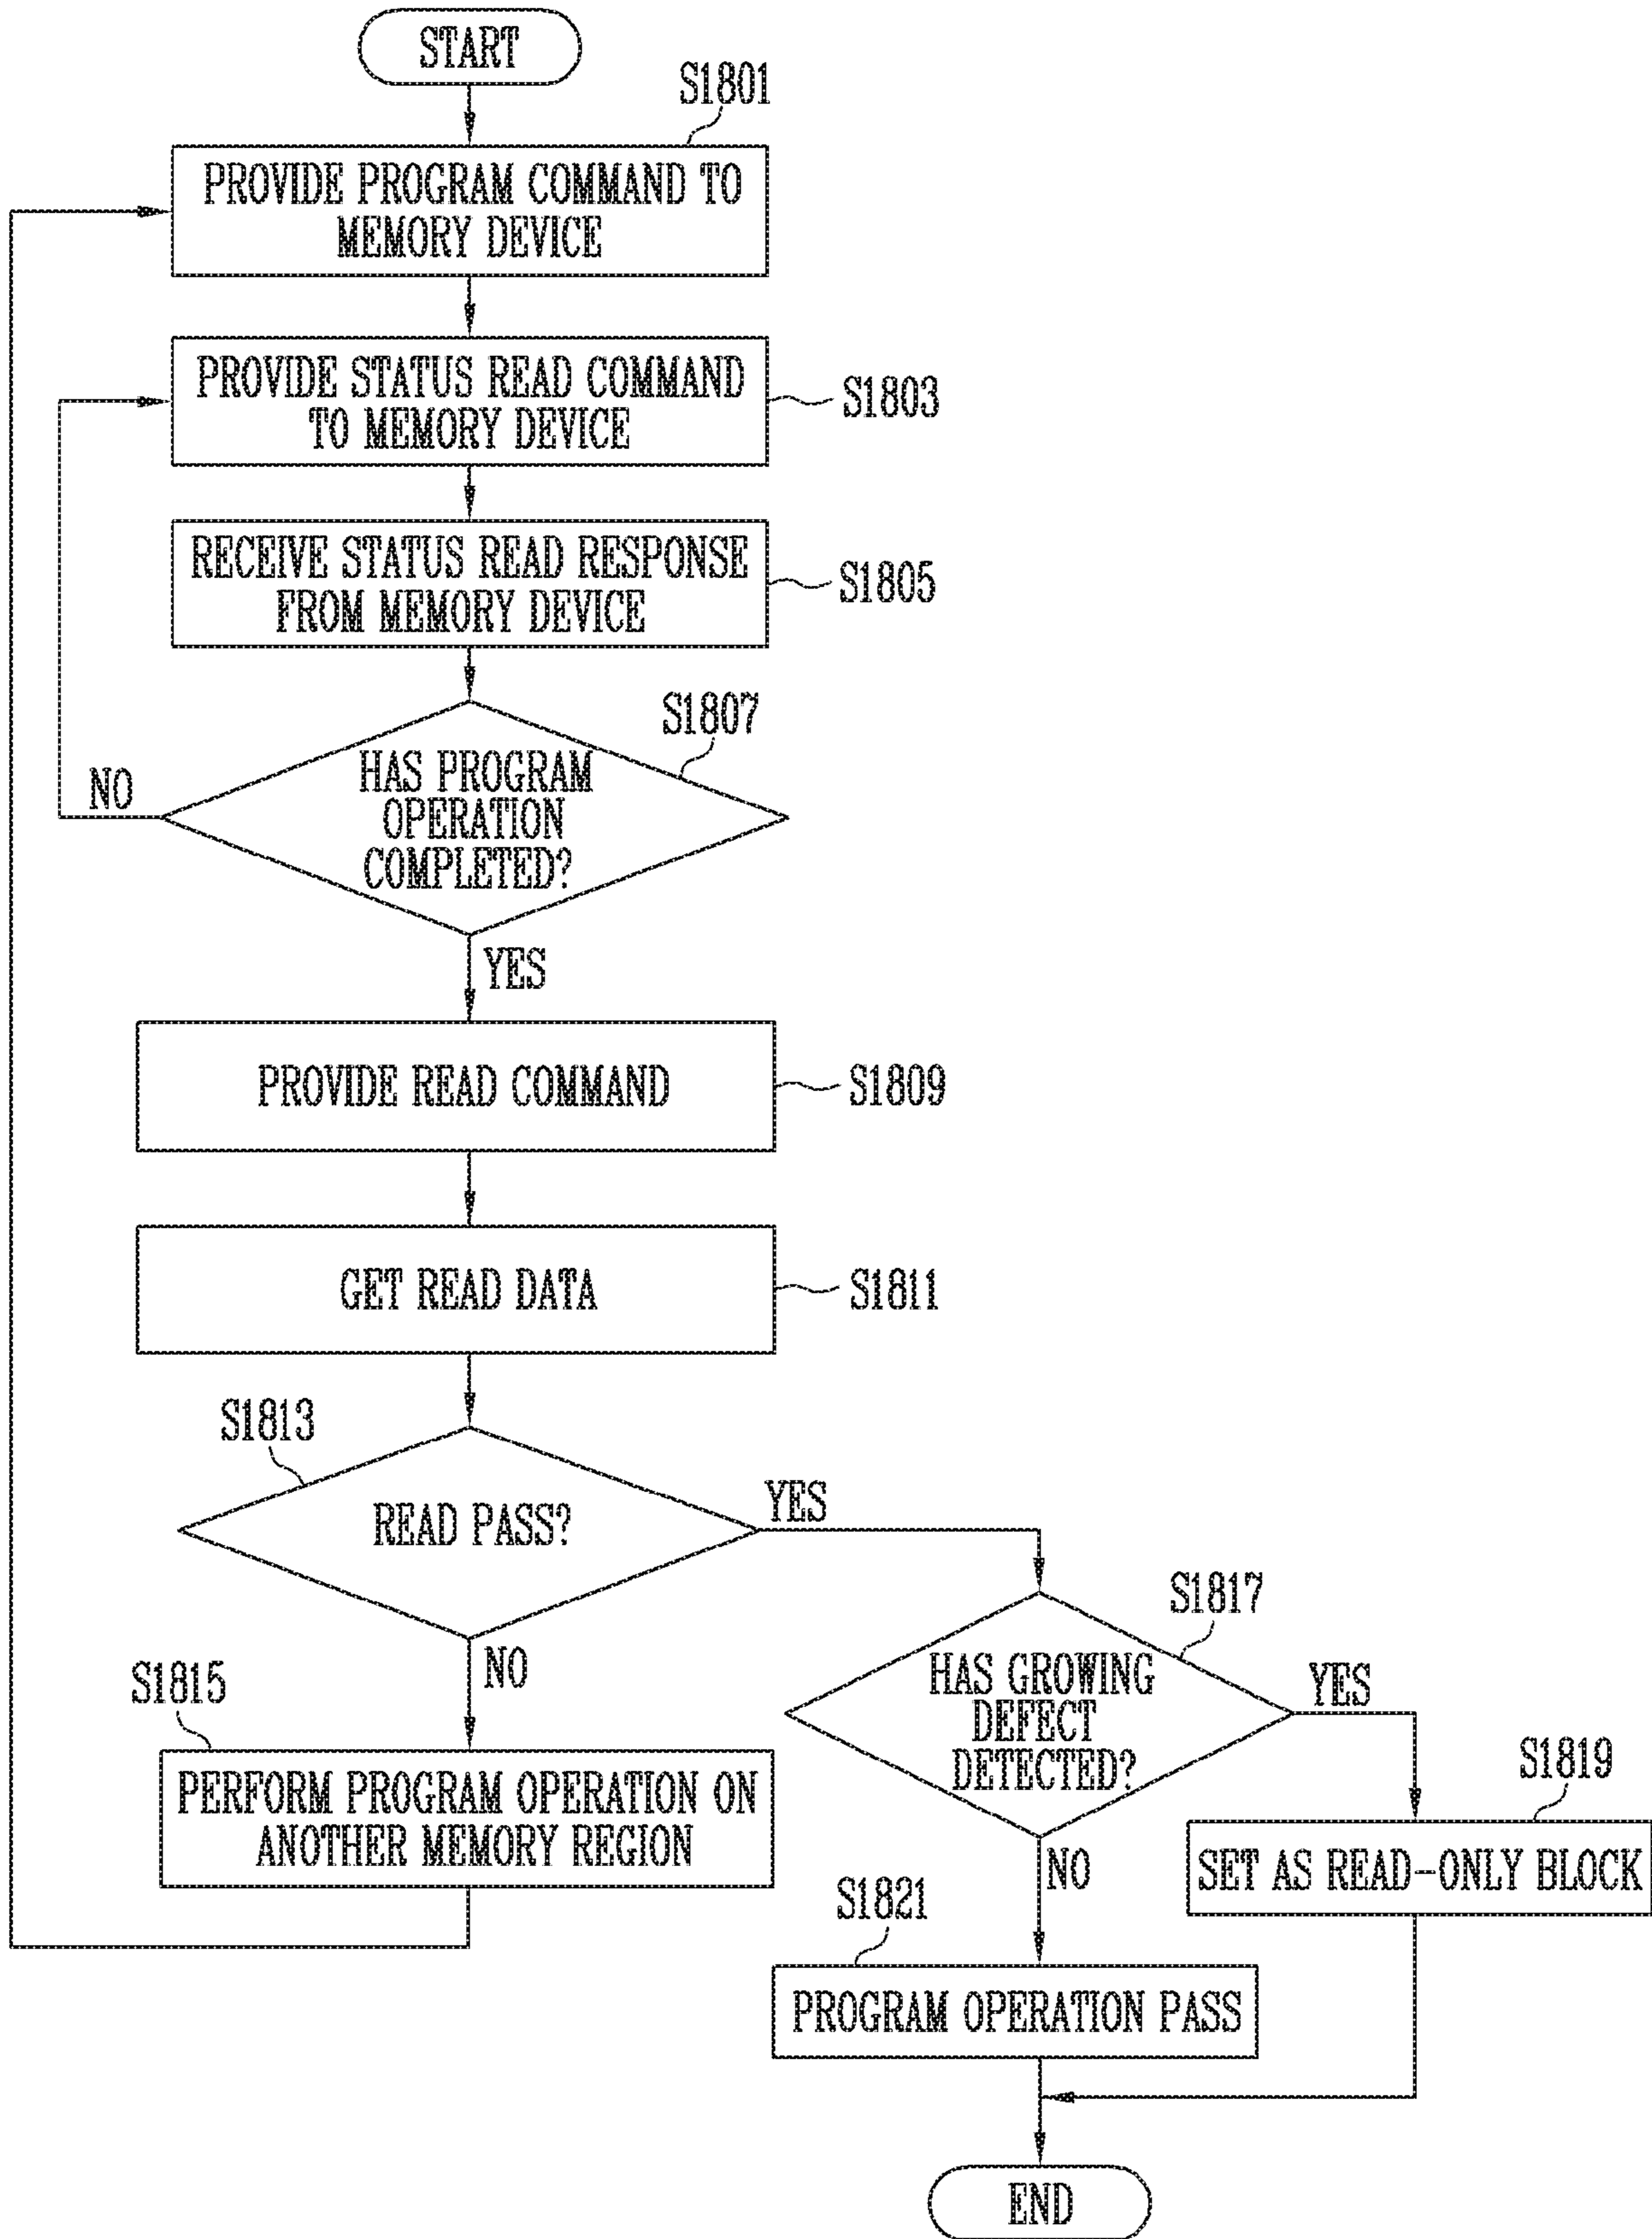 START
S1801
PROVIDE PROGRAM COMMAND TO
MEMORY DEVICE
PROVIDE STATUS READ COMMAND
TO MEMORY DEVICE
S1803
RECEIVE STATUS READ RESPONSE
FROM MEMORY DEVICE
S1805
S1807
HAS PROGRAM
OPERATION
COMPLETED?
NO
YES
PROVIDE READ COMMAND
S1809
GET READ DATA
S1811
S1813
READ PASS?
YES
NO
S1815
PERFORM PROGRAM OPERATION ON
ANOTHER MEMORY REGION
S1817
HAS GROWING
DEFECT
DETECTED?
YES
NO
S1819
SET AS READ-ONLY BLOCK
S1821
PROGRAM OPERATION PASS
END